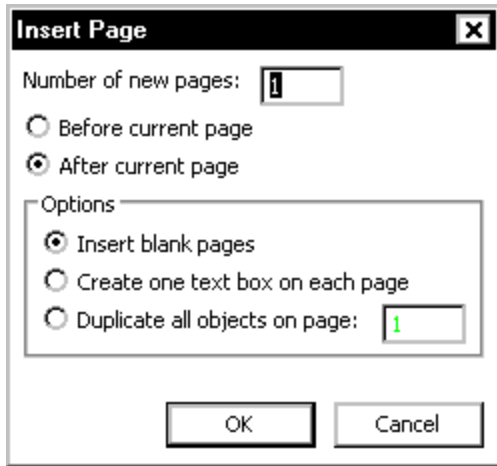 Insert Page
Number of new pages: 1
Before current page
After current page
Options
Insert blank pages
Create one text box on each page
Duplicate all objects on page: 1
OK Cancel